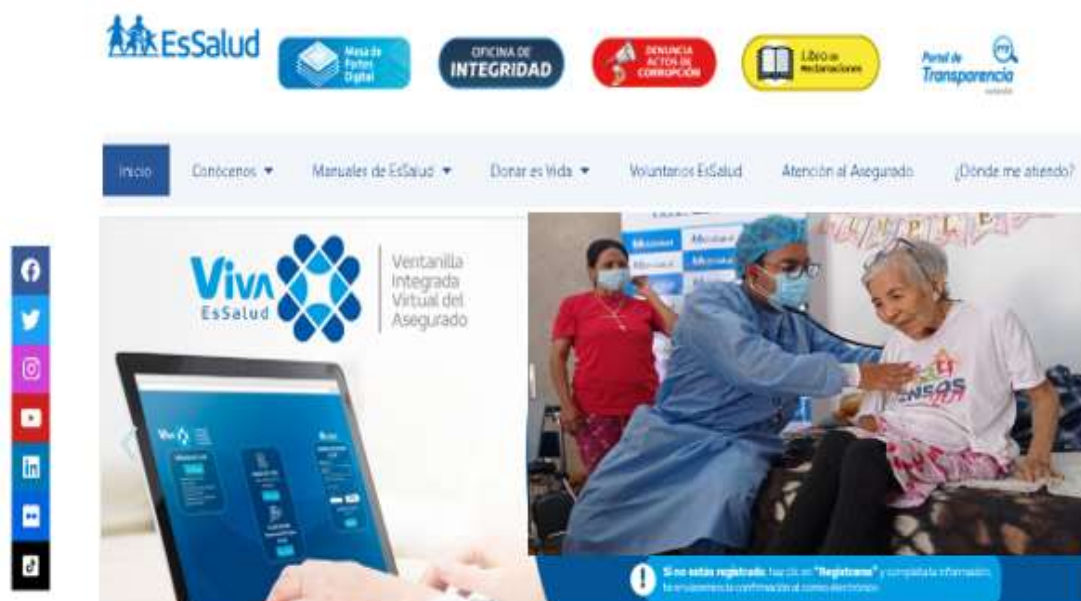 EsSalud
Mesa de
Partes
Digital
OFICINA DE
INTEGRIDAD
DENUNCIA
ACTOS DE
CORRUPCIÓN
Libro de
Reclamaciones
Portal de
Transparencia
Inicio
Conócenos
Manuales de EsSalud
Donar es Vida
Voluntarios EsSalud
Atención al Asegurado
¿Dónde me atiendo?
Viva
EsSalud
Ventanilla
Integrada
Virtual del
Asegurado
Si no estás registrado, haz clic en "Registrarse" y completa la información,
te enviaremos la confirmación al correo electrónico.